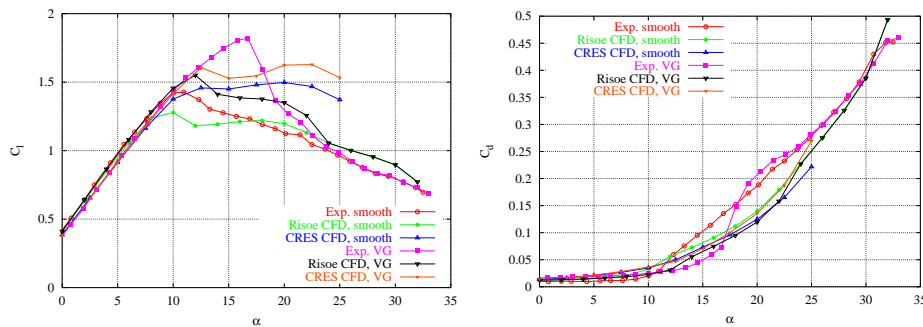 2
1.5
1
0.5
0
0 5 10 15 20 25 30 35
C_l
α
Exp. smooth
Risoe CFD, smooth
CRES CFD, smooth
Exp. VG
Risoe CFD, VG
CRES CFD, VG
0.5
0.45
0.4
0.35
0.3
0.25
0.2
0.15
0.1
0.05
0
0 5 10 15 20 25 30 35
C_d
α
Exp. smooth
Risoe CFD, smooth
CRES CFD, smooth
Exp. VG
Risoe CFD, VG
CRES CFD, VG